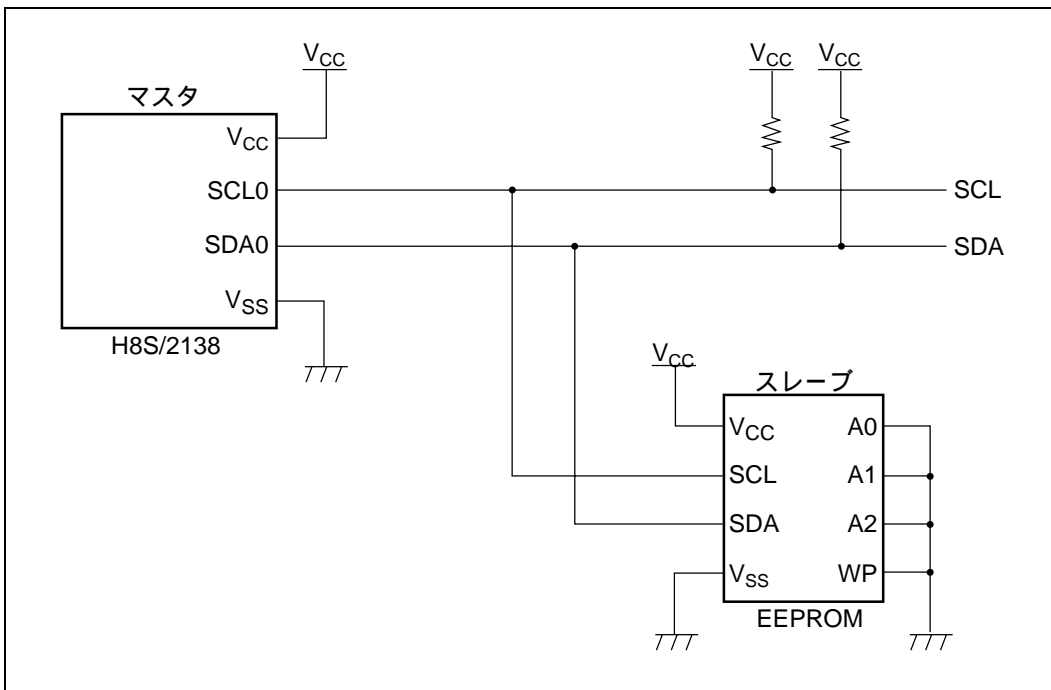 VCC
VCC
VCC
マスタ
VCC
SCL0
SCL
SDA0
SDA
VSS
H8S/2138
VCC
スレーブ
VCC
A0
SCL
A1
SDA
A2
VSS
WP
EEPROM